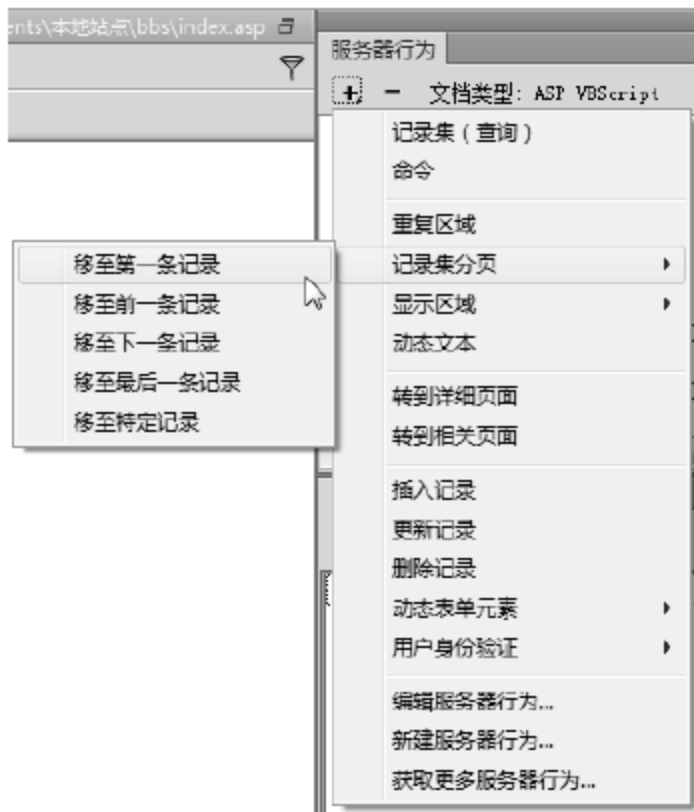 ents\本地站点\bbs\index.asp
服务器行为
+ − 文档类型: ASP VBScript
记录集（查询）
命令
重复区域
记录集分页
移至第一条记录
移至前一条记录
移至下一条记录
移至最后一条记录
移至特定记录
显示区域
动态文本
转到详细页面
转到相关页面
插入记录
更新记录
删除记录
动态表单元素
用户身份验证
编辑服务器行为...
新建服务器行为...
获取更多服务器行为...